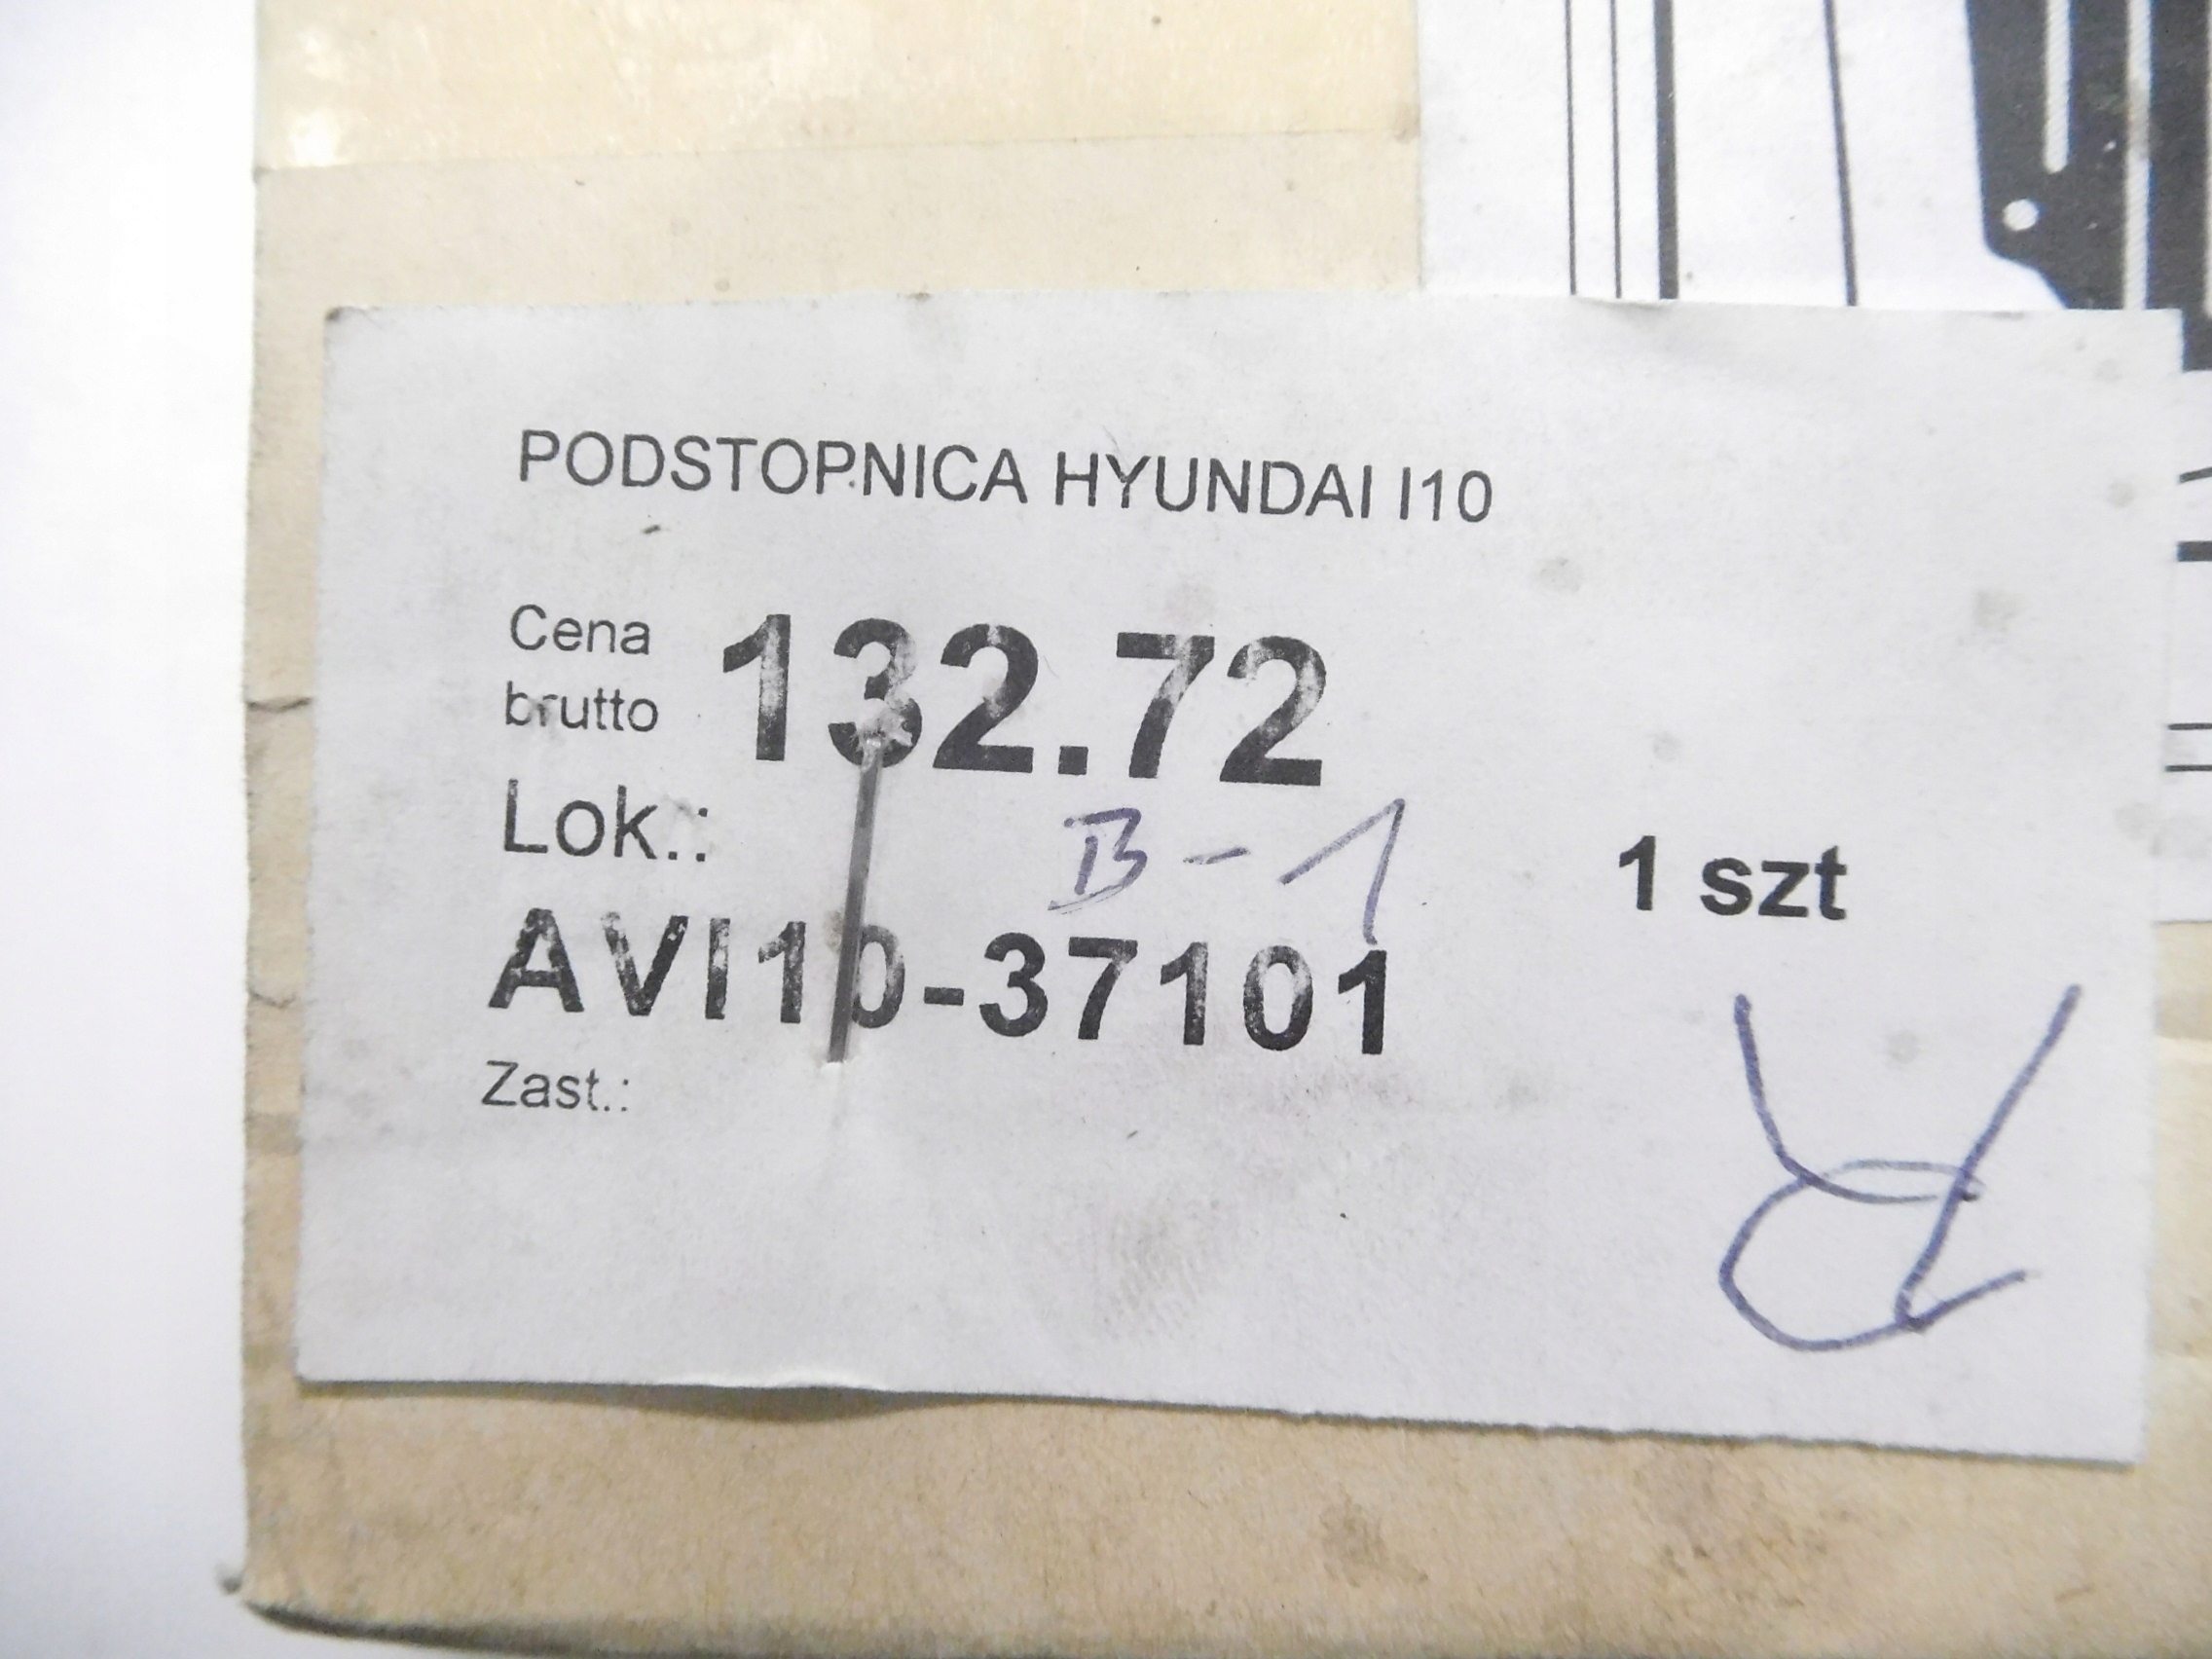 PODSTOPNICA HYUNDAI I10
Cena brutto 132.72
Lok.: B-1
1 szt
AVI10-37101
Zast.: